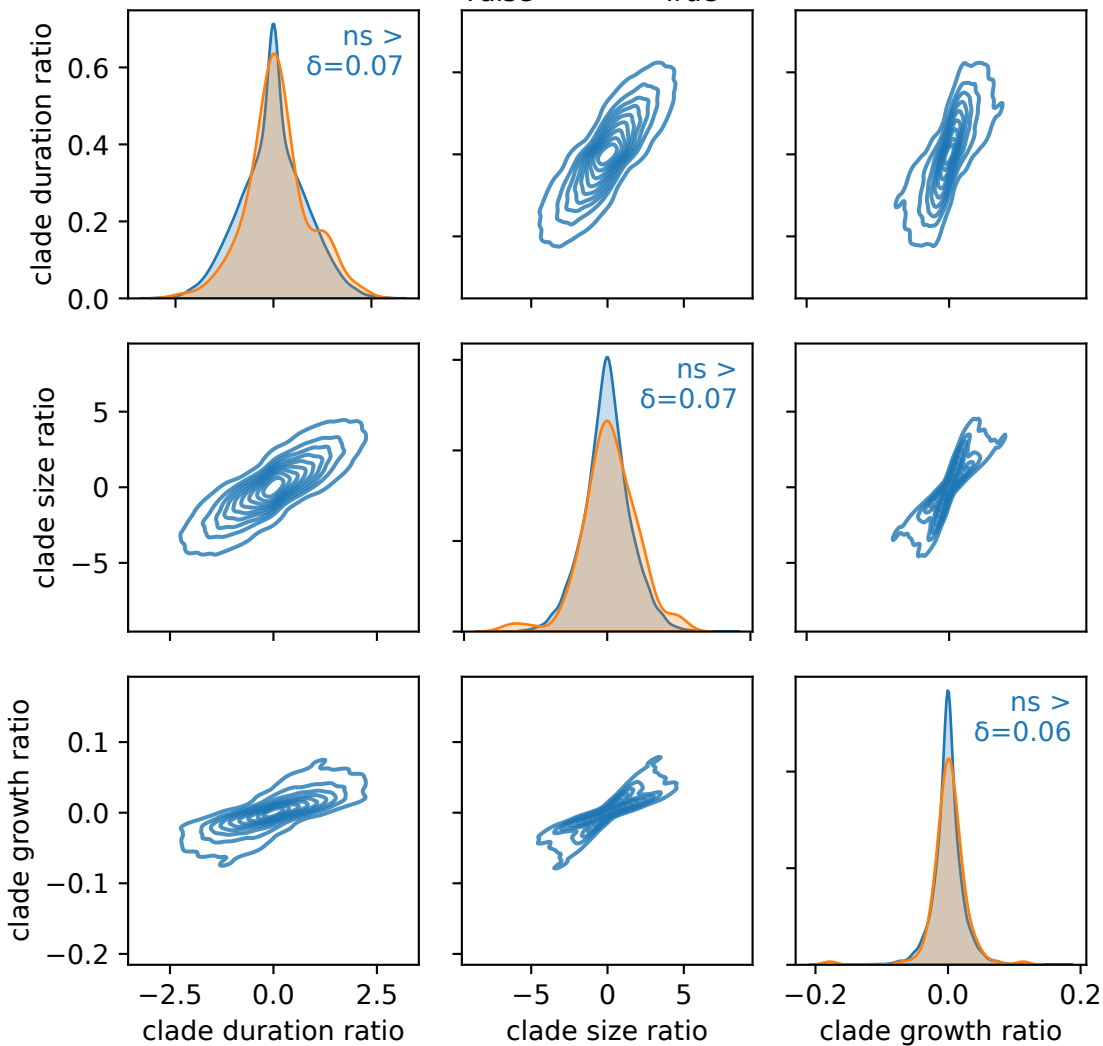 clade duration ratio
0.6
0.4
0.2
0.0
ns >
δ=0.07
clade size ratio
5
0
−5
ns >
δ=0.07
clade growth ratio
0.1
0.0
−0.1
−0.2
ns >
δ=0.06
−2.5 0.0 2.5
−5 0 5
−0.2 0.0 0.2
clade duration ratio
clade size ratio
clade growth ratio